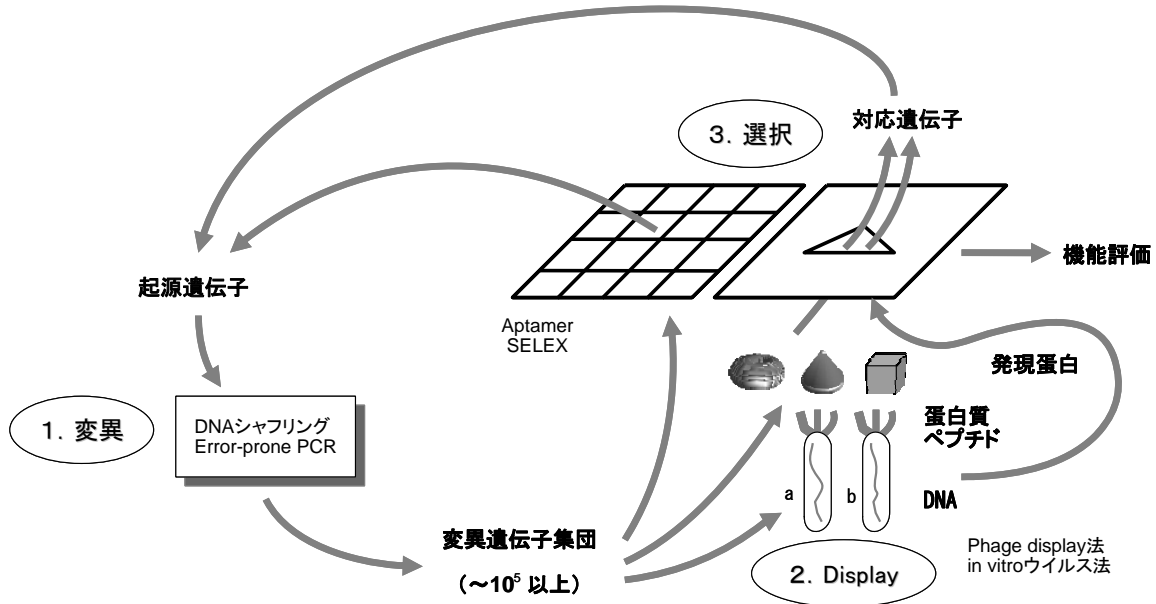 対応遺伝子
3. 選択
機能評価
起源遺伝子
Aptamer
SELEX
発現蛋白
1. 変異
DNAシャフリング
Error-prone PCR
蛋白質
ペプチド
a
b
DNA
変異遺伝子集団
(～10⁵ 以上)
2. Display
Phage display法
in vitroウイルス法